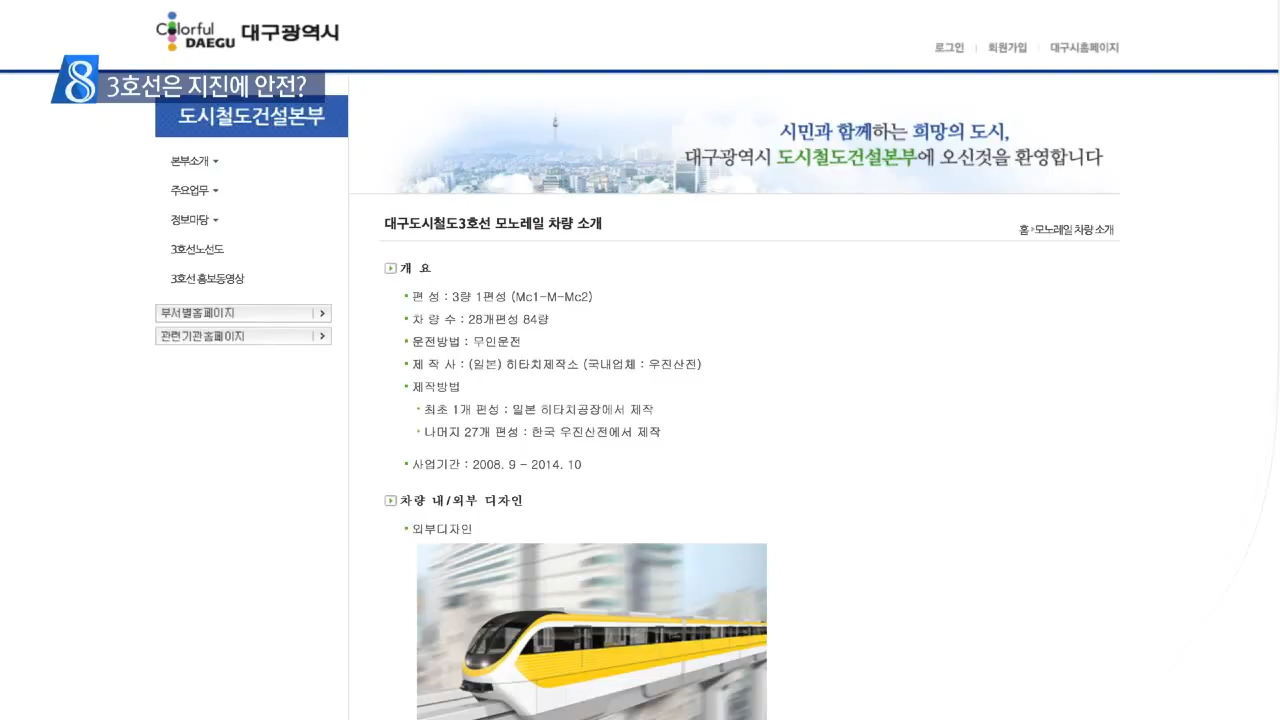 Colorful
DAEGU 대구광역시
로그인 | 회원가입 | 대구시홈페이지
8 3호선은 지진에 안전?
도시철도건설본부
시민과 함께하는 희망의 도시,
대구광역시 도시철도건설본부에 오신것을 환영합니다
본부소개
주요업무
정보마당
3호선노선도
3호선 홍보동영상
부서별홈페이지
관련기관홈페이지
대구도시철도3호선 모노레일 차량 소개
홈 모노레일 차량 소개
개 요
편 성 : 3량 1편성 (Mc1-M-Mc2)
차 량 수 : 28개편성 84량
운전방법 : 무인운전
제 작 사 : (일본) 히타치제작소 (국내업체 : 우진산전)
제작방법
최초 1개 편성 : 일본 히타치공장에서 제작
나머지 27개 편성 : 한국 우진산전에서 제작
사업기간 : 2008. 9 - 2014. 10
차량 내/외부 디자인
외부디자인